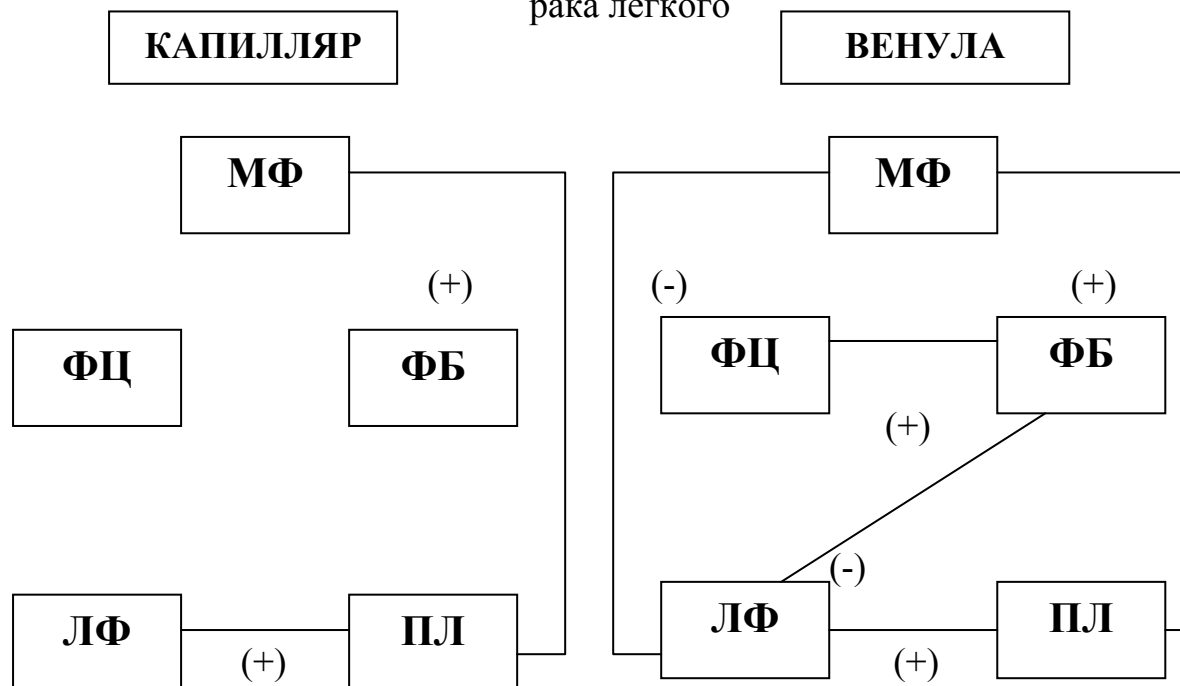 рака легкого
КАПИЛЛЯР ВЕНУЛА
МФ МФ
(+) (-) (+)
ФЦ ФБ ФЦ ФБ
(+)
(-)
ЛФ ПЛ ЛФ ПЛ
(+) (+)